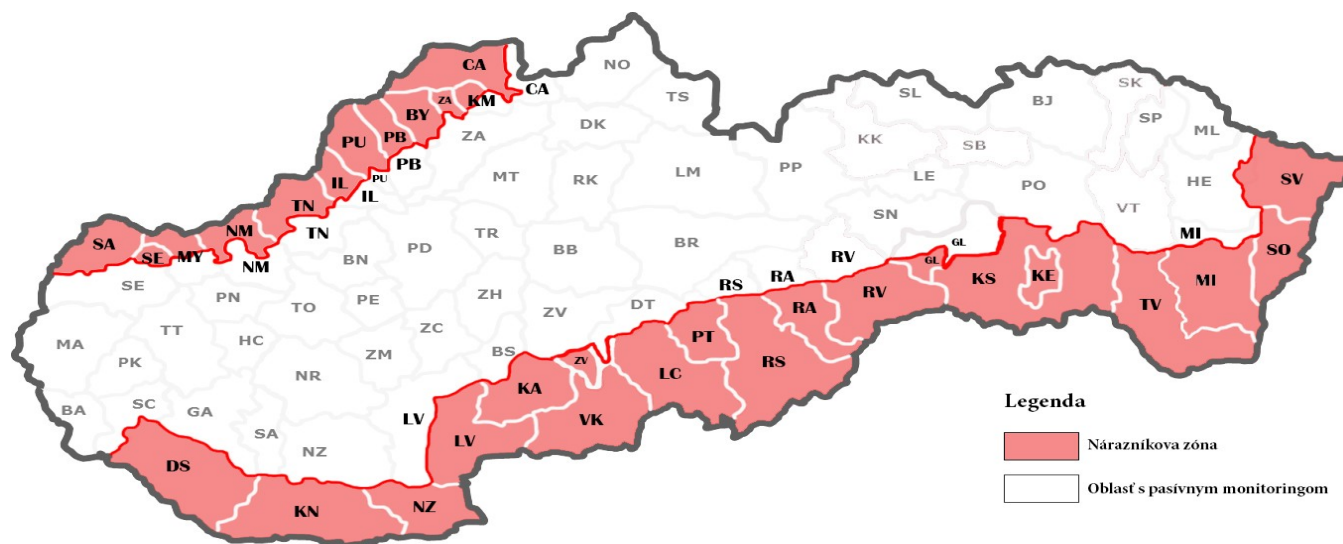 NO
CA
CA
SK
SL
BJ
TS
ZA
KM
BY
SP
DK
ML
ZA
PU
PB
KK
SB
PB
PP
LM
MT
RK
LE
PU
IL
IL
PO
HE
SV
TN
VT
SN
TN
NM
TR
MI
SA
PD
BB
BR
GL
SO
SE
MY
RV
BN
NM
GL
RA
KS
KE
MI
SE
RS
RV
TV
PN
TO
PE
ZH
DT
RA
ZV
TT
HC
ZC
PT
MA
BS
PK
ZM
ZV
RS
NR
LC
KA
SC
BA
GA
LV
VK
SA
LV
NZ
DS
KN
NZ
Legenda
Nárazníkova zóna
Oblasť s pasívnym monitoringom